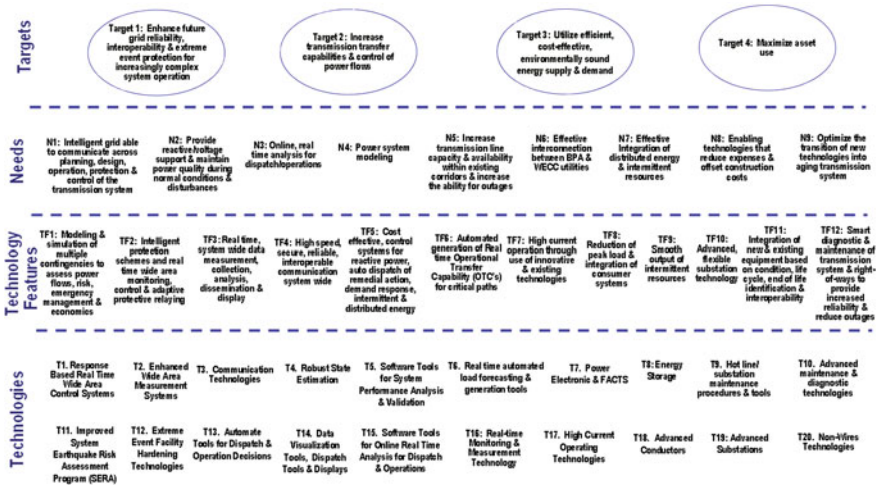 Targets
Target 1: Enhance future
grid reliability,
interoperability & extreme
event protection for
increasingly complex
system operation
Target 2: Increase
transmission transfer
capabilities & control of
power flows
Target 3: Utilize efficient,
cost-effective,
environmentally sound
energy supply & demand
Target 4: Maximize asset
use
Needs
N1: Intelligent grid able
to communicate across
planning, design,
operation, protection &
control of the
transmission system
N2: Provide
reactive/voltage
support & maintain
power quality during
normal conditions &
disturbances
N3: Online, real
time analysis for
dispatch/operations
N4: Power system
modeling
N5: Increase
transmission line
capacity & availability
within existing
corridors & increase
the ability for outages
N6: Effective
interconnection
between BPA &
WECC utilities
N7: Effective
Integration of
distributed energy &
intermittent resources
N8: Enabling
technologies that
reduce expenses &
offset construction
costs
N9: Optimize the
transition of new
technologies into
aging transmission
system
Technology
Features
TF1: Modeling &
simulation of
multiple
contingencies to
assess power
flows, risk,
emergency
management &
economics
TF2: Intelligent
protection
schemes and real
time wide area
monitoring,
control & adaptive
protective relaying
TF3: Real time,
system wide data
measurement,
collection,
analysis,
dissemination &
display
TF4: High speed,
secure, reliable,
interoperable
communication
system wide
TF5: Cost
effective, control
systems for
reactive power,
auto dispatch of
remedial action,
demand response,
intermittent &
distributed energy
TF6: Automated
generation of Real
time Operational
Transfer
Capability (OTC's)
for critical paths
TF7: High current
operation through
use of innovative
& existing
technologies
TF8:
Reduction of
peak load &
integration of
consumer
systems
TF9:
Smooth
output of
intermittent
resources
TF10:
Advanced,
flexible
substation
technology
TF11:
Integration of
new & existing
equipment based
on condition, life
cycle, end of life
identification &
interoperability
TF12: Smart
diagnostic &
maintenance of
transmission
system & right-
of-ways to
provide
increased
reliability &
reduce outages
Technologies
T1. Response
Based Real Time
Wide Area
Control Systems
T2. Enhanced
Wide Area
Measurement
Systems
T3. Communication
Technologies
T4. Robust State
Estimation
T5. Software Tools
for System
Performance Analysis
& Validation
T6. Real time automated
load forecasting &
generation tools
T7. Power
Electronic & FACTS
T8: Energy
Storage
T9. Hot line/
substation
maintenance
procedures & tools
T10. Advanced
maintenance &
diagnostic
technologies
T11. Improved
System
Earthquake Risk
Assessment
Program (SERA)
T12. Extreme
Event Facility
Hardening
Technologies
T13. Automate
Tools for Dispatch &
Operation Decisions
T14. Data
Visualization
Tools, Dispatch
Tools & Displays
T15. Software Tools
for Online Real Time
Analysis for Dispatch
& Operations
T16: Real-time
Monitoring &
Measurement
Technology
T17. High Current
Operating
Technologies
T18. Advanced
Conductors
T19: Advanced
Substations
T20. Non-Wires
Technologies